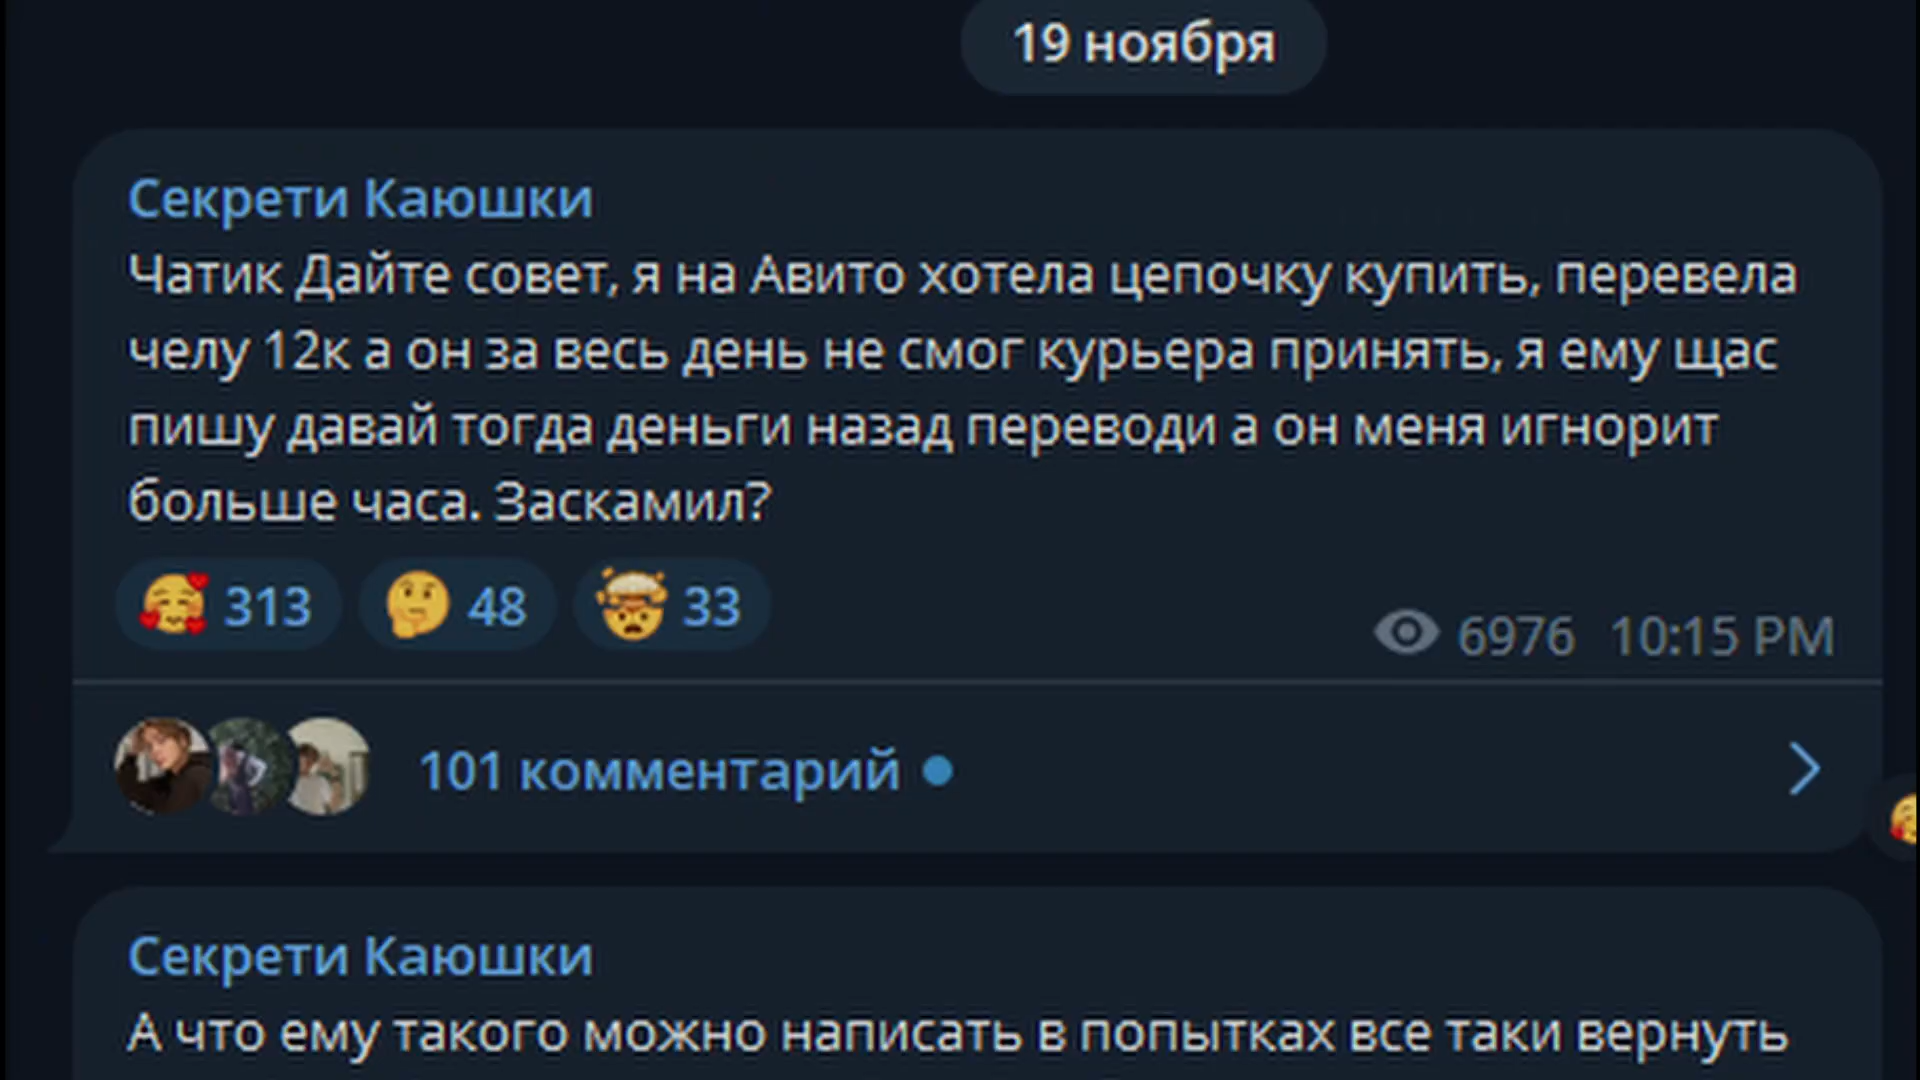 19 ноября
Секрети Каюшки
Чатик Дайте совет, я на Авито хотела цепочку купить, перевела
челу 12к а он за весь день не смог курьера принять, я ему щас
пишу давай тогда деньги назад переводи а он меня игнорит
больше часа. Заскамил?
313 48 33
6976 10:15 PM
101 комментарий
Секрети Каюшки
А что ему такого можно написать в попытках все таки вернуть